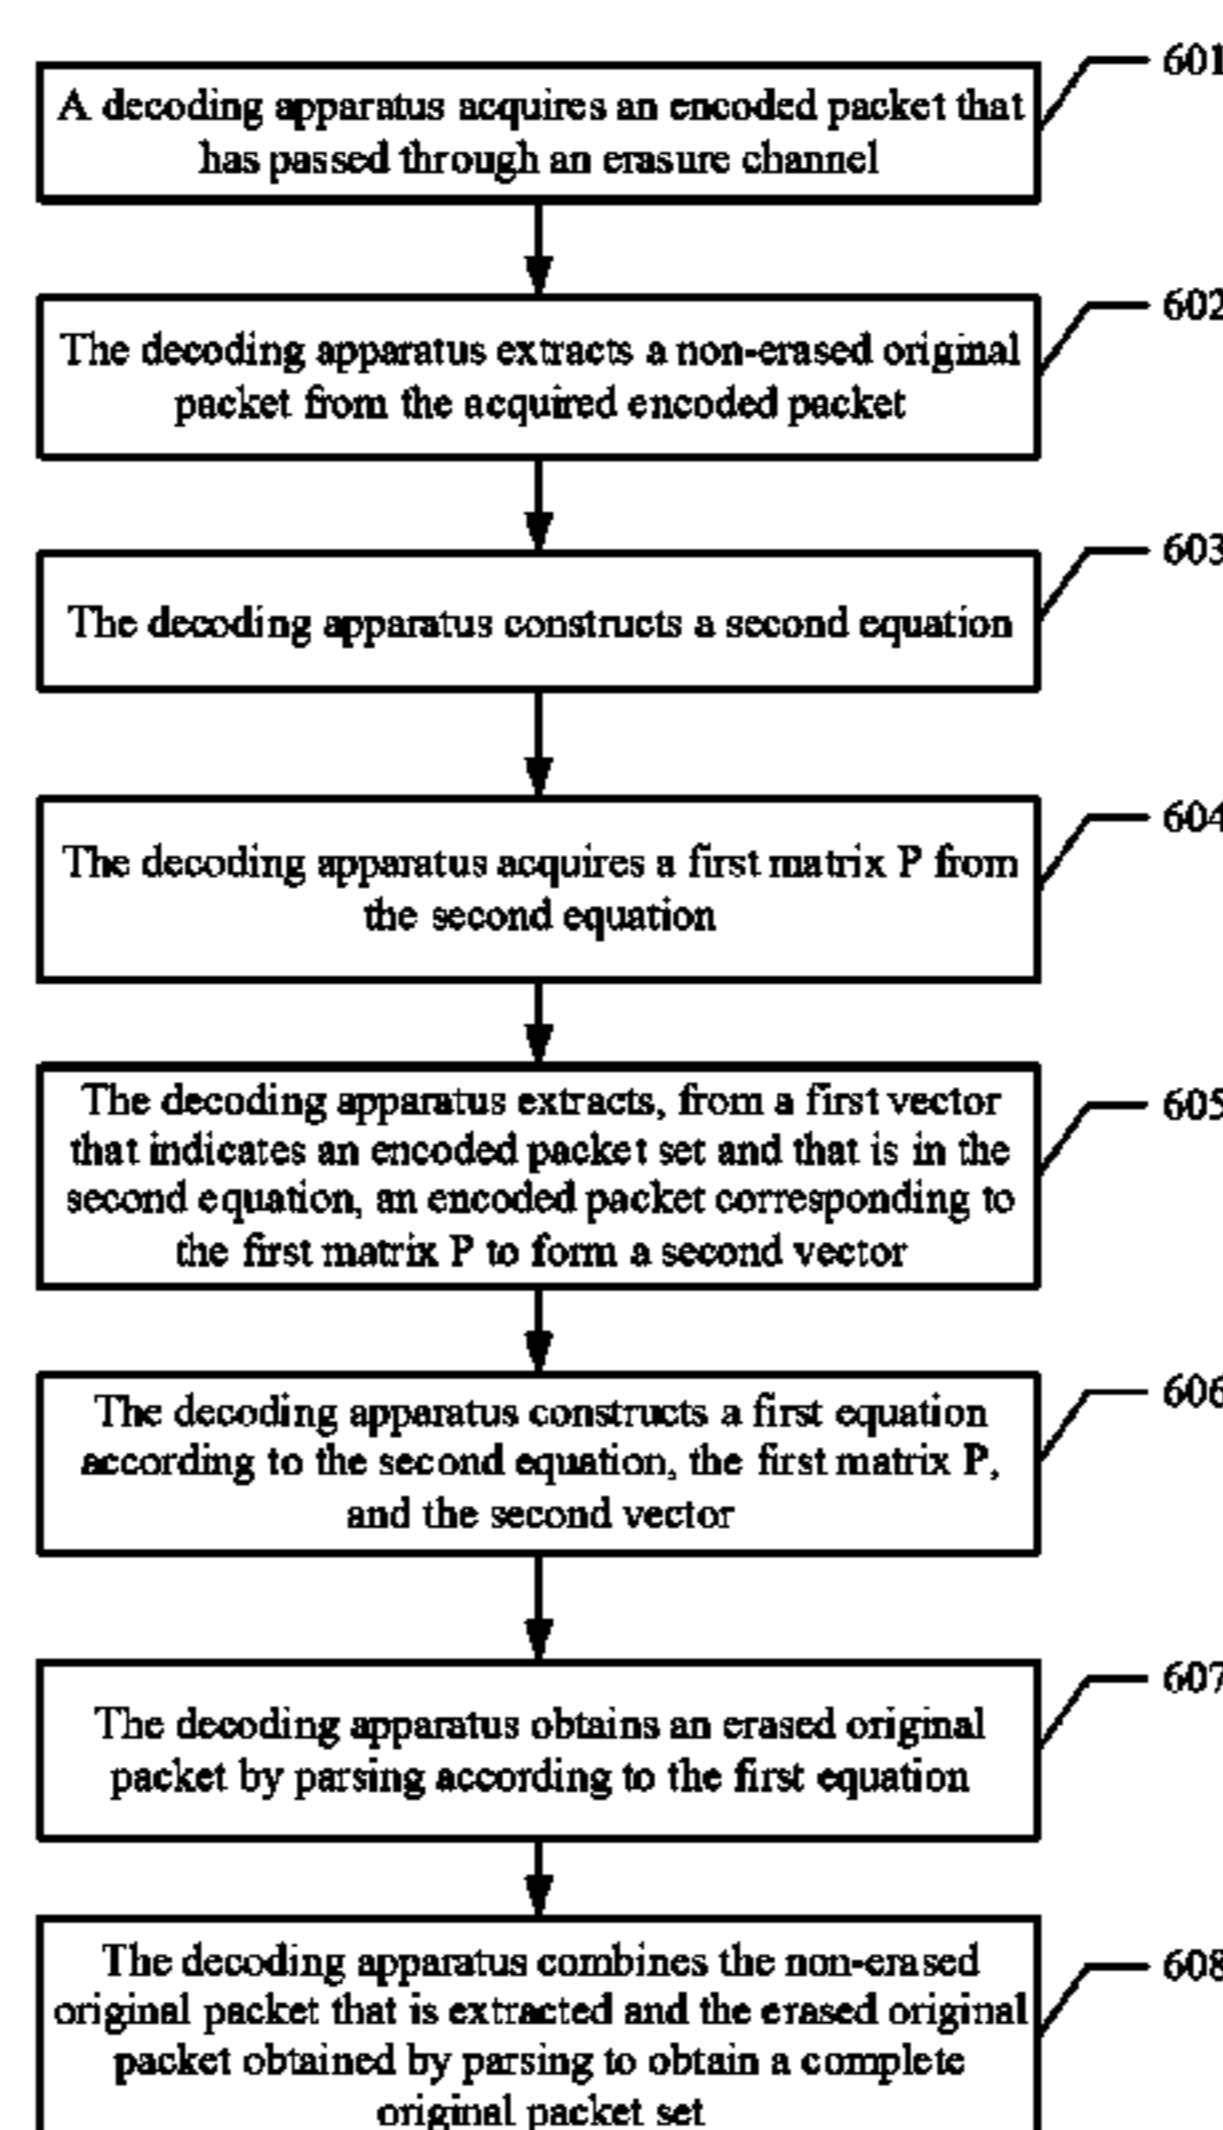 601
A decoding apparatus acquires an encoded packet that
has passed through an erasure channel
602
The decoding apparatus extracts a non-erased original
packet from the acquired encoded packet
603
The decoding apparatus constructs a second equation
604
The decoding apparatus acquires a first matrix P from
the second equation
605
The decoding apparatus extracts, from a first vector
that indicates an encoded packet set and that is in the
second equation, an encoded packet corresponding to
the first matrix P to form a second vector
606
The decoding apparatus constructs a first equation
according to the second equation, the first matrix P,
and the second vector
607
The decoding apparatus obtains an erased original
packet by parsing according to the first equation
608
The decoding apparatus combines the non-erased
original packet that is extracted and the erased original
packet obtained by parsing to obtain a complete
original packet set